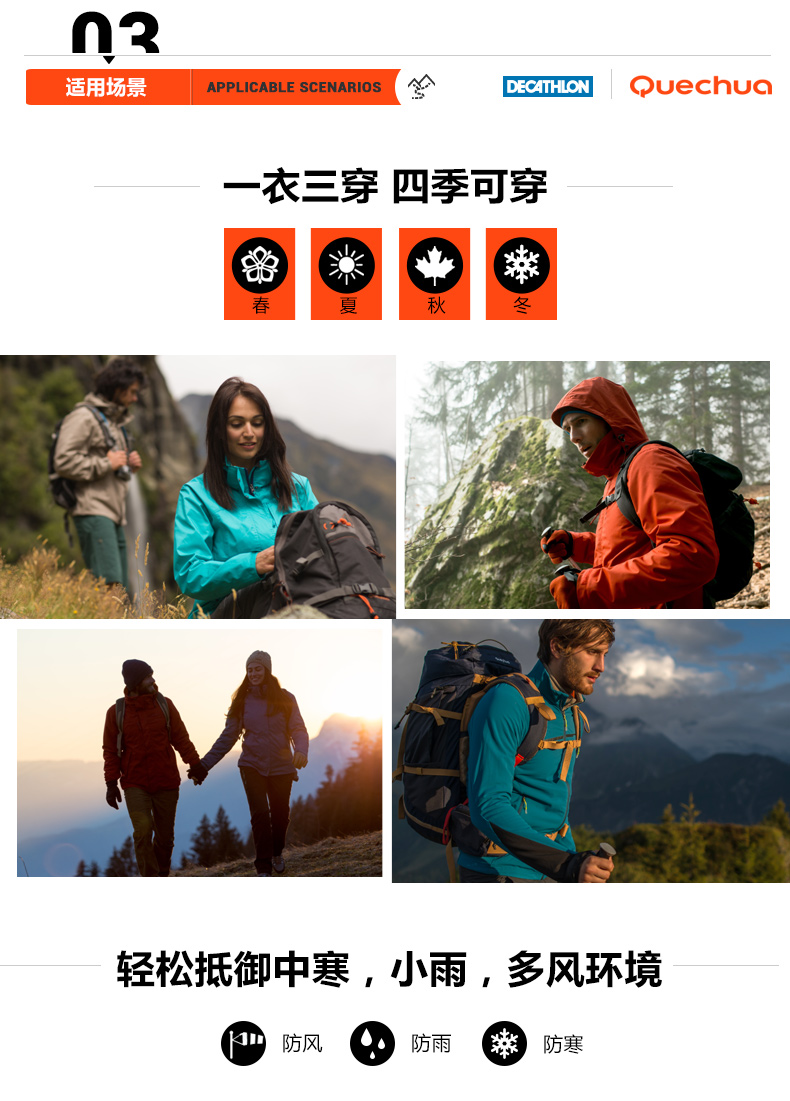 03
适用场景
APPLICABLE SCENARIOS
DECATHLON
Quechua
一衣三穿 四季可穿
春 夏 秋 冬
轻松抵御中寒，小雨，多风环境
防风 防雨 防寒